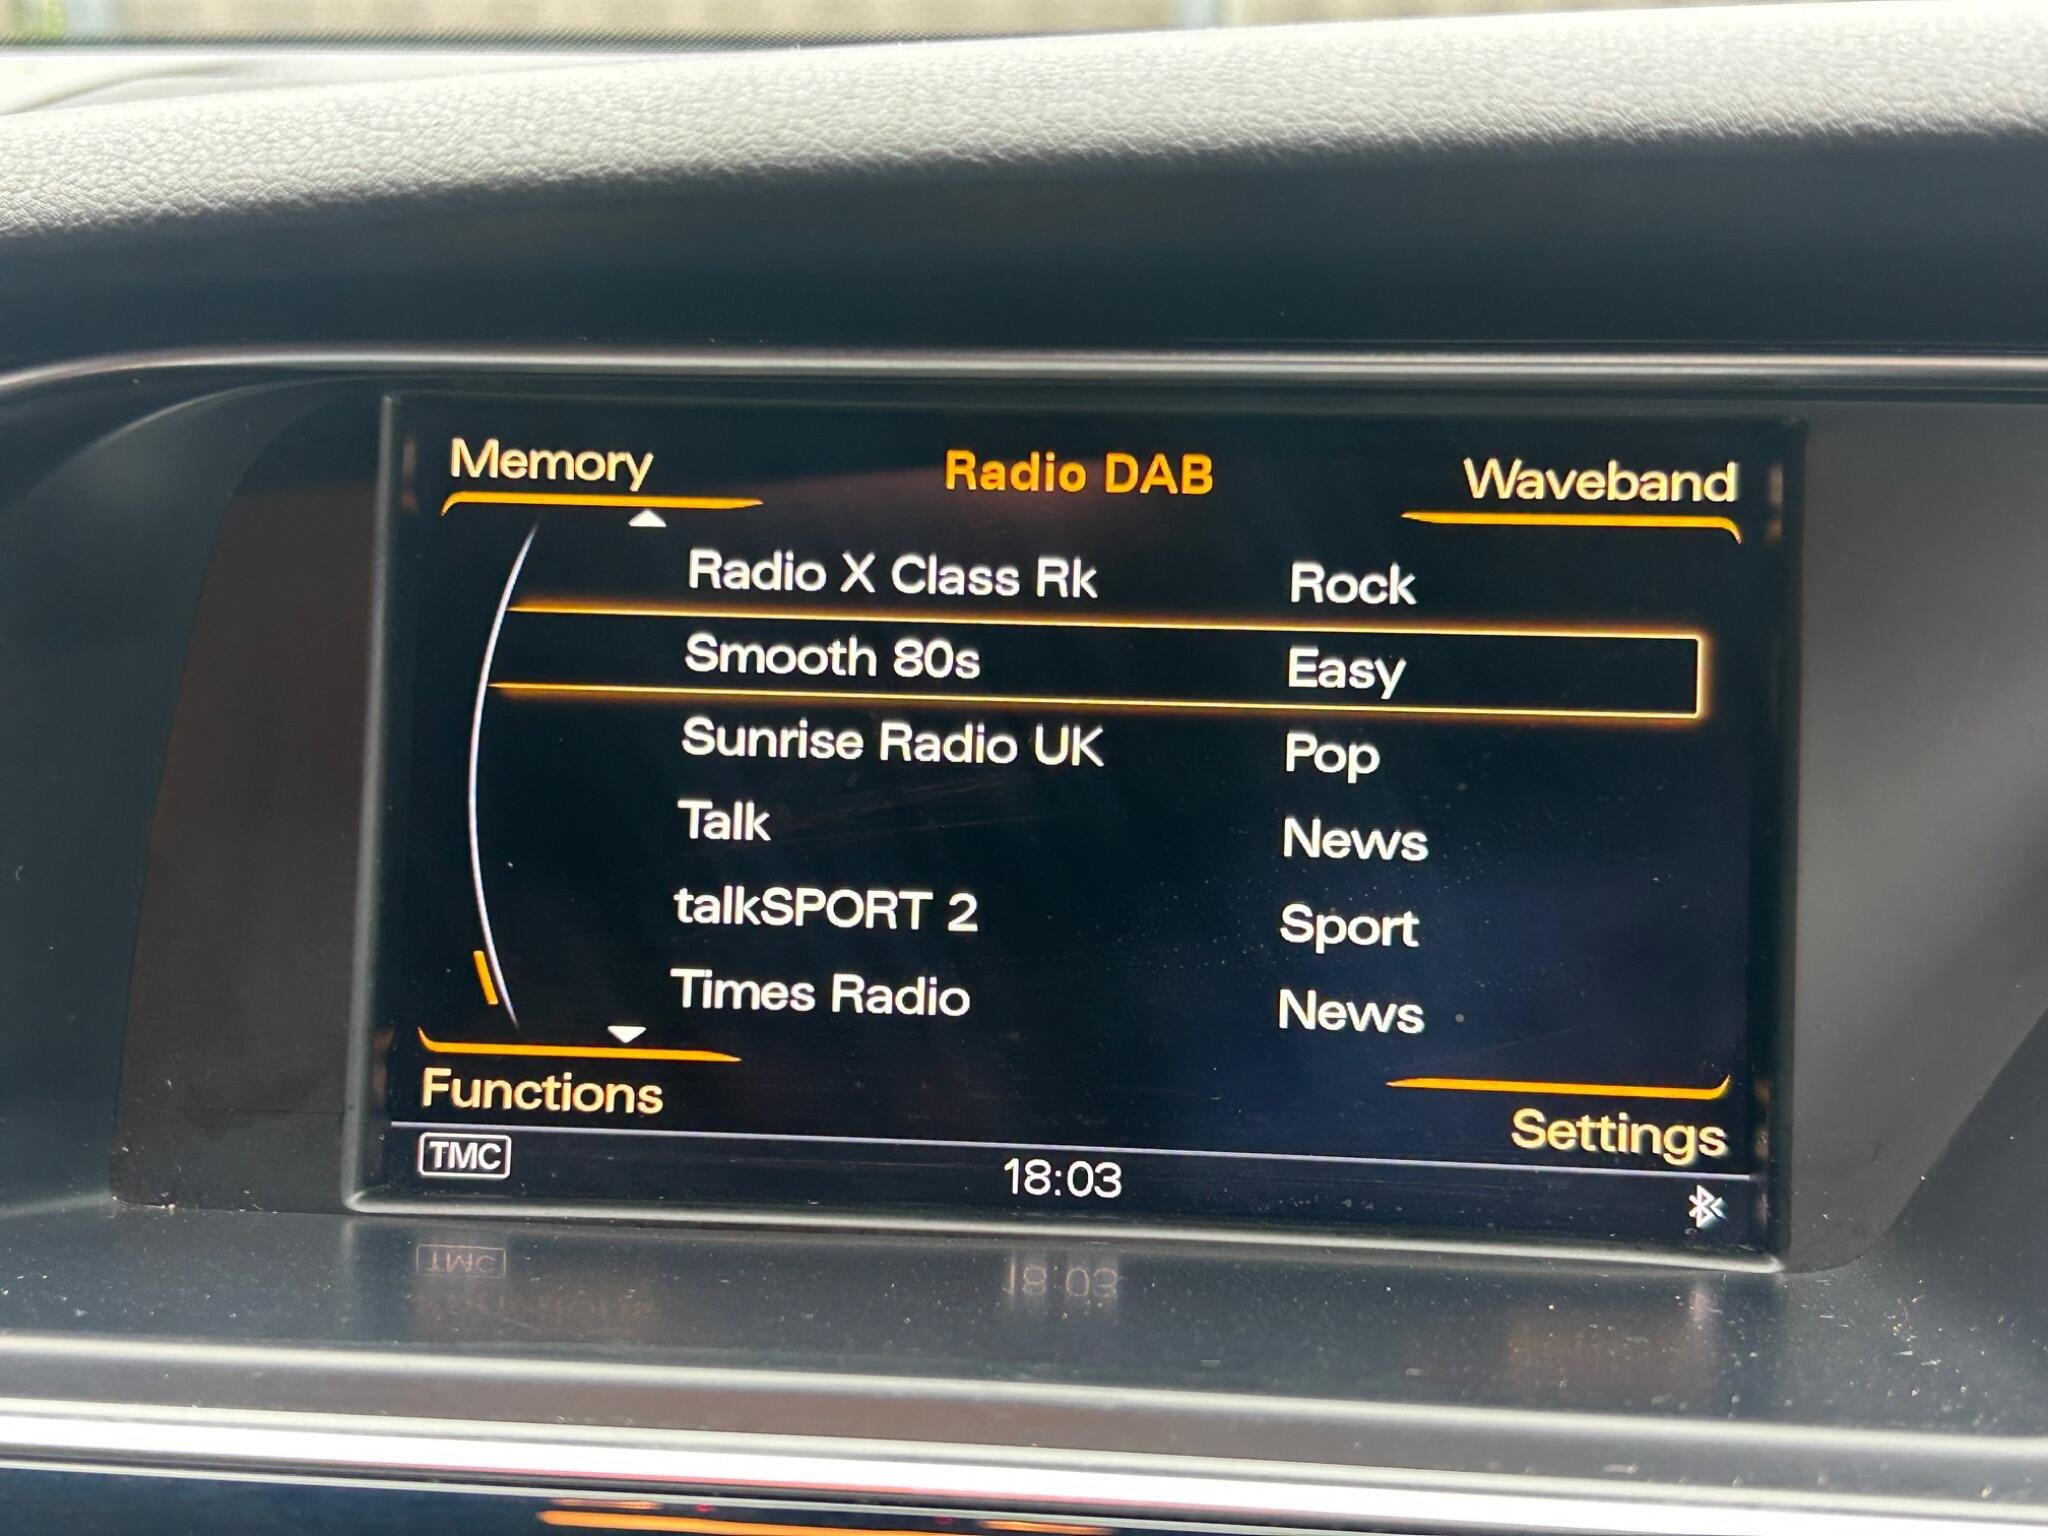 Memory Radio DAB Waveband
Radio X Class Rk Rock
Smooth 80s Easy
Sunrise Radio UK Pop
Talk News
talkSPORT 2 Sport
Times Radio News
Functions Settings
TMC 18:03